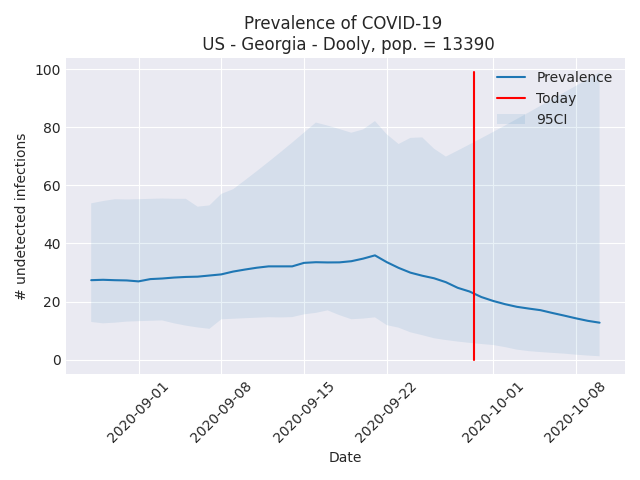 Prevalence of COVID-19
US - Georgia - Dooly, pop. = 13390
Prevalence
Today
95CI
# undetected infections
100
80
60
40
20
0
2020-09-01
2020-09-08
2020-09-15
2020-09-22
2020-10-01
2020-10-08
Date